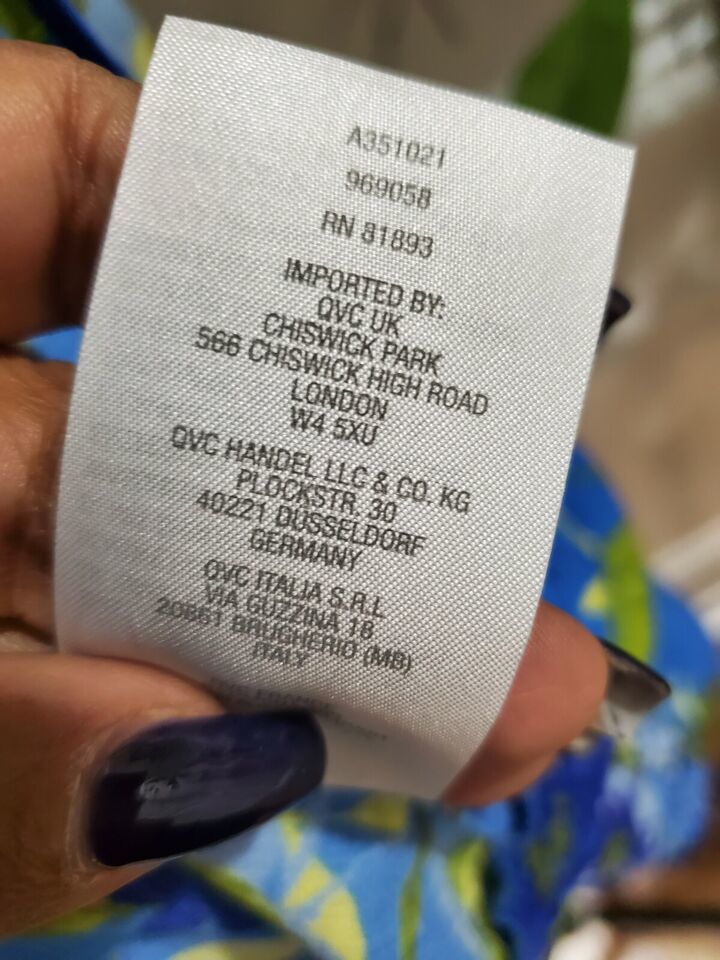 A351021
969058
RN 81893
IMPORTED BY:
QVC UK
CHISWICK PARK
566 CHISWICK HIGH ROAD
LONDON
W4 5XU
QVC HANDEL LLC & CO. KG
PLOCKSTR. 30
40221 DUSSELDORF
GERMANY
QVC ITALIA S.R.L
VIA GUZZINA 18
20861 BRUGHERIO (MB)
ITALY